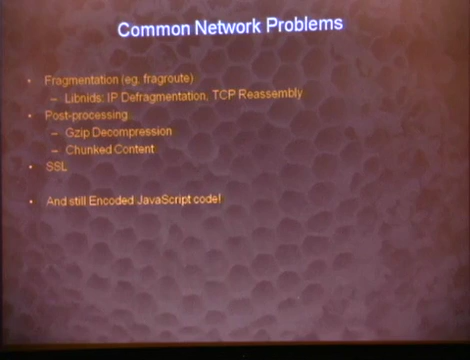 Common Network Problems
• Fragmentation (eg. fragroute)
– Libnids: IP Defragmentation, TCP Reassembly
• Post-processing
– Gzip Decompression
– Chunked Content
• SSL
• And still Encoded JavaScript code!